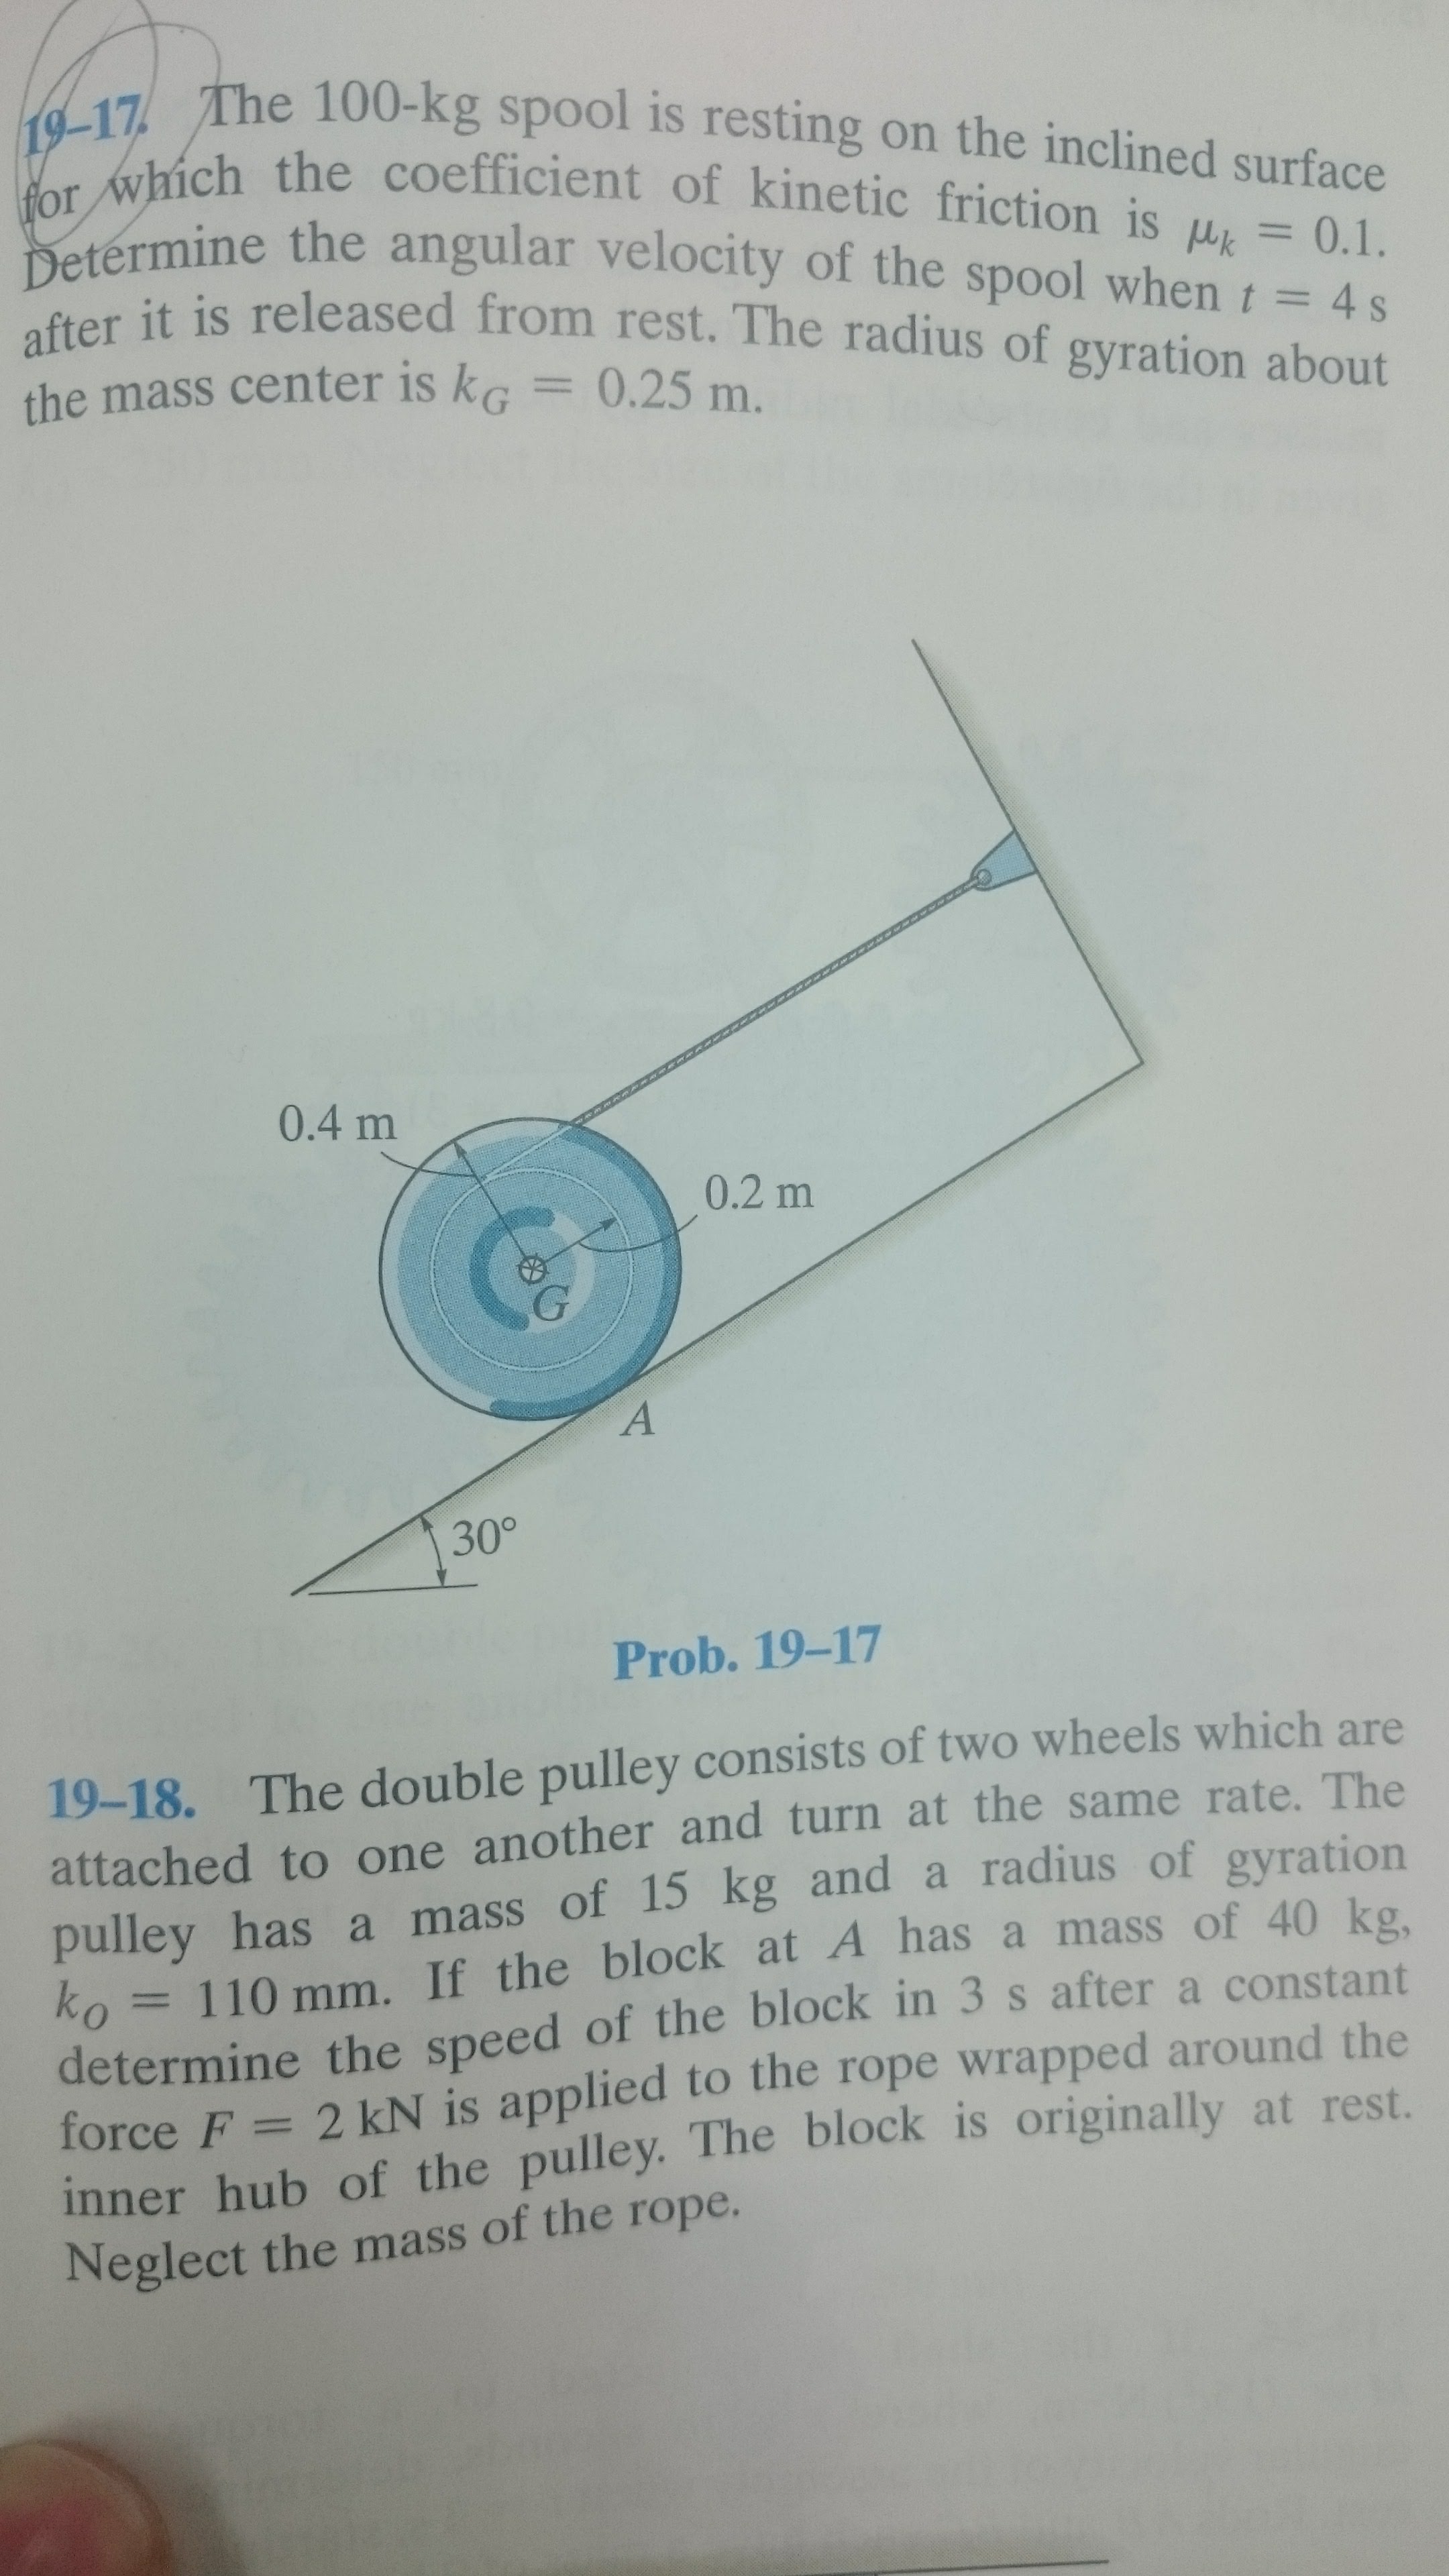 19–17. The 100-kg spool is resting on the inclined surface
for which the coefficient of kinetic friction is μk = 0.1.
Determine the angular velocity of the spool when t = 4 s
after it is released from rest. The radius of gyration about
the mass center is kG = 0.25 m.
0.4 m
0.2 m
G
A
30°
Prob. 19–17
19–18. The double pulley consists of two wheels which are
attached to one another and turn at the same rate. The
pulley has a mass of 15 kg and a radius of gyration
kO = 110 mm. If the block at A has a mass of 40 kg,
determine the speed of the block in 3 s after a constant
force F = 2 kN is applied to the rope wrapped around the
inner hub of the pulley. The block is originally at rest.
Neglect the mass of the rope.